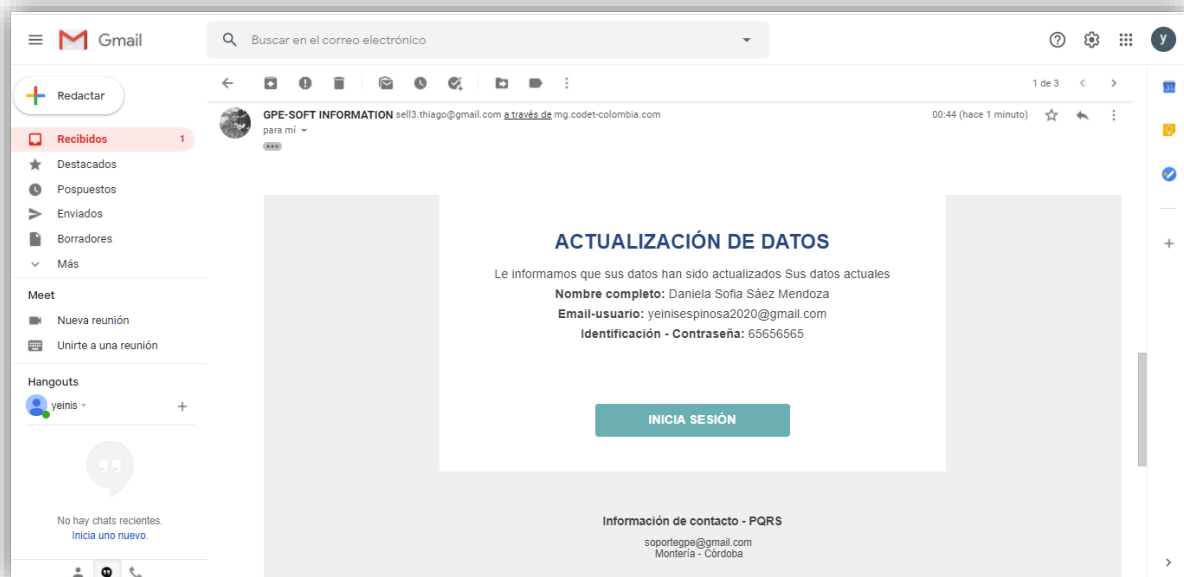 Gmail
Buscar en el correo electrónico
y
Redactar
1 de 3
31
GPE-SOFT INFORMATION sell3.thiago@gmail.com a través de mg.codet-colombia.com
00:44 (hace 1 minuto)
para mí
Recibidos 1
Destacados
Pospuestos
Enviados
Borradores
Más
Meet
Nueva reunión
Unirte a una reunión
Hangouts
yeinis
No hay chats recientes.
Inicia uno nuevo.
ACTUALIZACIÓN DE DATOS
Le informamos que sus datos han sido actualizados Sus datos actuales
Nombre completo: Daniela Sofia Sáez Mendoza
Email-usuario: yeinisespinosa2020@gmail.com
Identificación - Contraseña: 65656565
INICIA SESIÓN
Información de contacto - PQRS
soportegpe@gmail.com
Montería - Córdoba